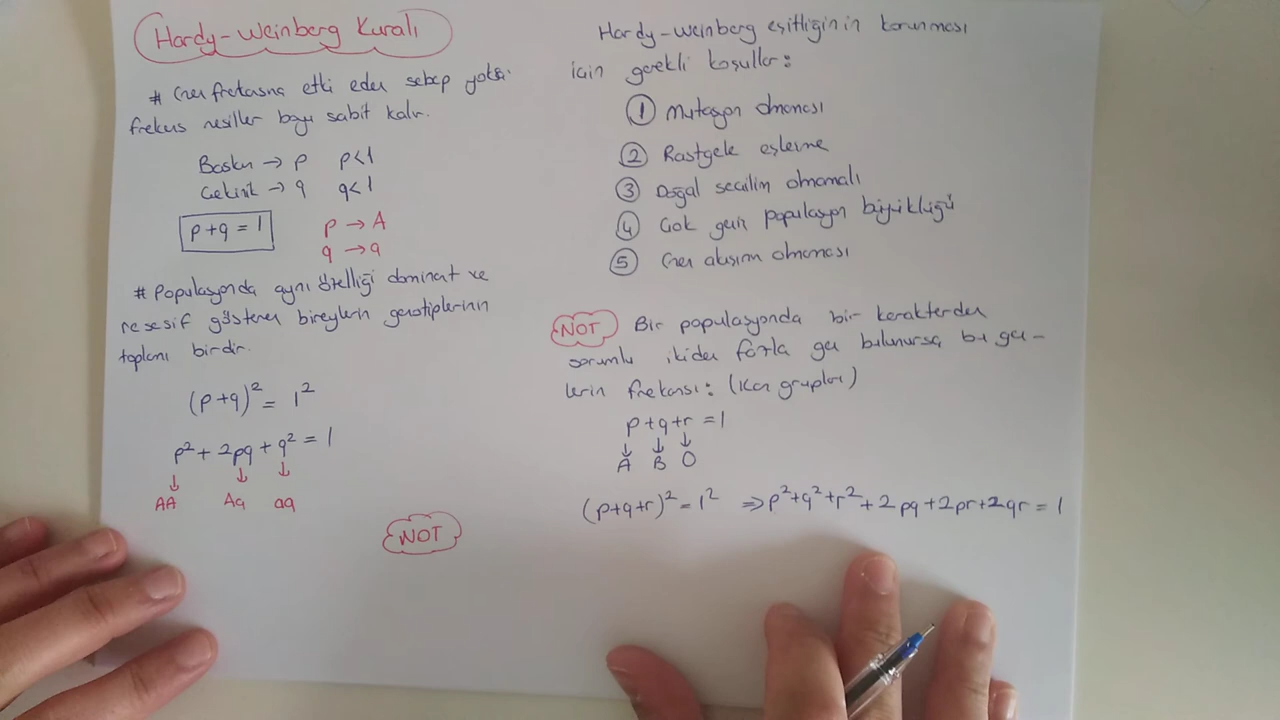 Hardy-Weinberg Kuralı
# Gen frekansına etki eden sebep yoksa
frekans nesiller boyu sabit kalır.
Baskın → p p<1
Çekinik → q q<1
p+q = 1
p → A
q → a
# Populasyonda aynı özelliği dominant ve
resesif gösteren bireylerin genotiplerinin
toplamı birdir.
(p+q)² = 1²
p² + 2pq + q² = 1
↓ ↓ ↓
AA Aa aa
NOT
Hardy-Weinberg eşitliğinin korunması
için gerekli koşullar:
① Mutasyon olmaması
② Rastgele eşleme
③ Doğal seçilim olmamalı
④ Çok geniş populasyon büyüklüğü
⑤ Gen akışının olmaması
NOT Bir populasyonda bir karakterden
sorumlu ikiden fazla gen bulunursa bu gen-
lerin frekansı: (Kan grupları)
p+q+r = 1
↓ ↓ ↓
A B O
(p+q+r)² = 1² ⇒ p²+q²+r²+2pq+2pr+2qr = 1